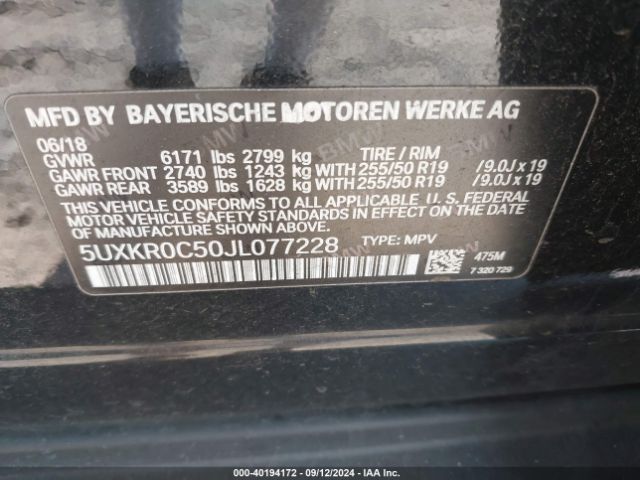 MFD BY BAYERISCHE MOTOREN WERKE AG
06/18
GVWR 6171 lbs 2799 kg TIRE / RIM
GAWR FRONT 2740 lbs 1243 kg WITH 255/50 R19 /9.0J x 19
GAWR REAR 3589 lbs 1628 kg WITH 255/50 R19 /9.0J x 19
THIS VEHICLE CONFORMS TO ALL APPLICABLE U.S. FEDERAL
MOTOR VEHICLE SAFETY STANDARDS
IN EFFECT ON THE DATE OF MANUFACTURE SHOWN ABOVE.
5UXKR0C50JL077228 TYPE: MPV
475M
7 320 729
000-40194172 - 09/12/2024 - IAA, LLC